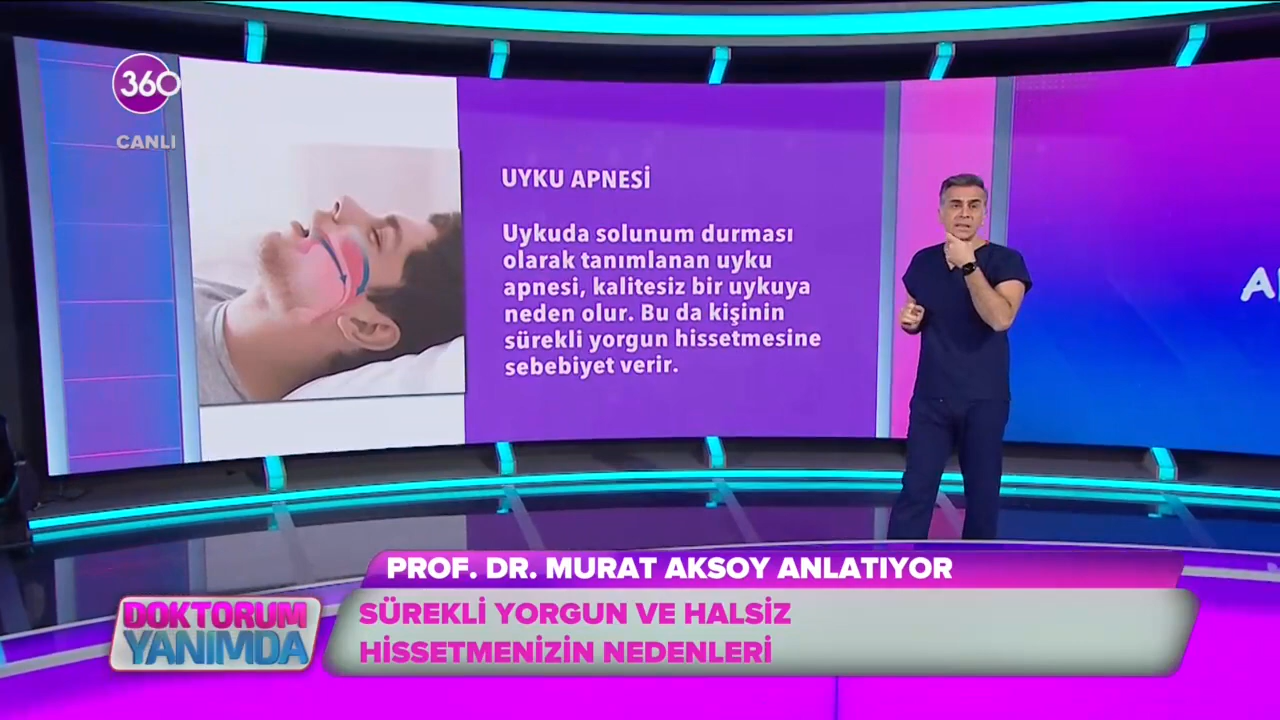 360
CANLI
UYKU APNESİ
Uykuda solunum durması
olarak tanımlanan uyku
apnesi, kalitesiz bir uykuya
neden olur. Bu da kişinin
sürekli yorgun hissetmesine
sebebiyet verir.
PROF. DR. MURAT AKSOY ANLATIYOR
DOKTORUM
YANIMDA
SÜREKLİ YORGUN VE HALSİZ
HİSSETMENİZİN NEDENLERİ